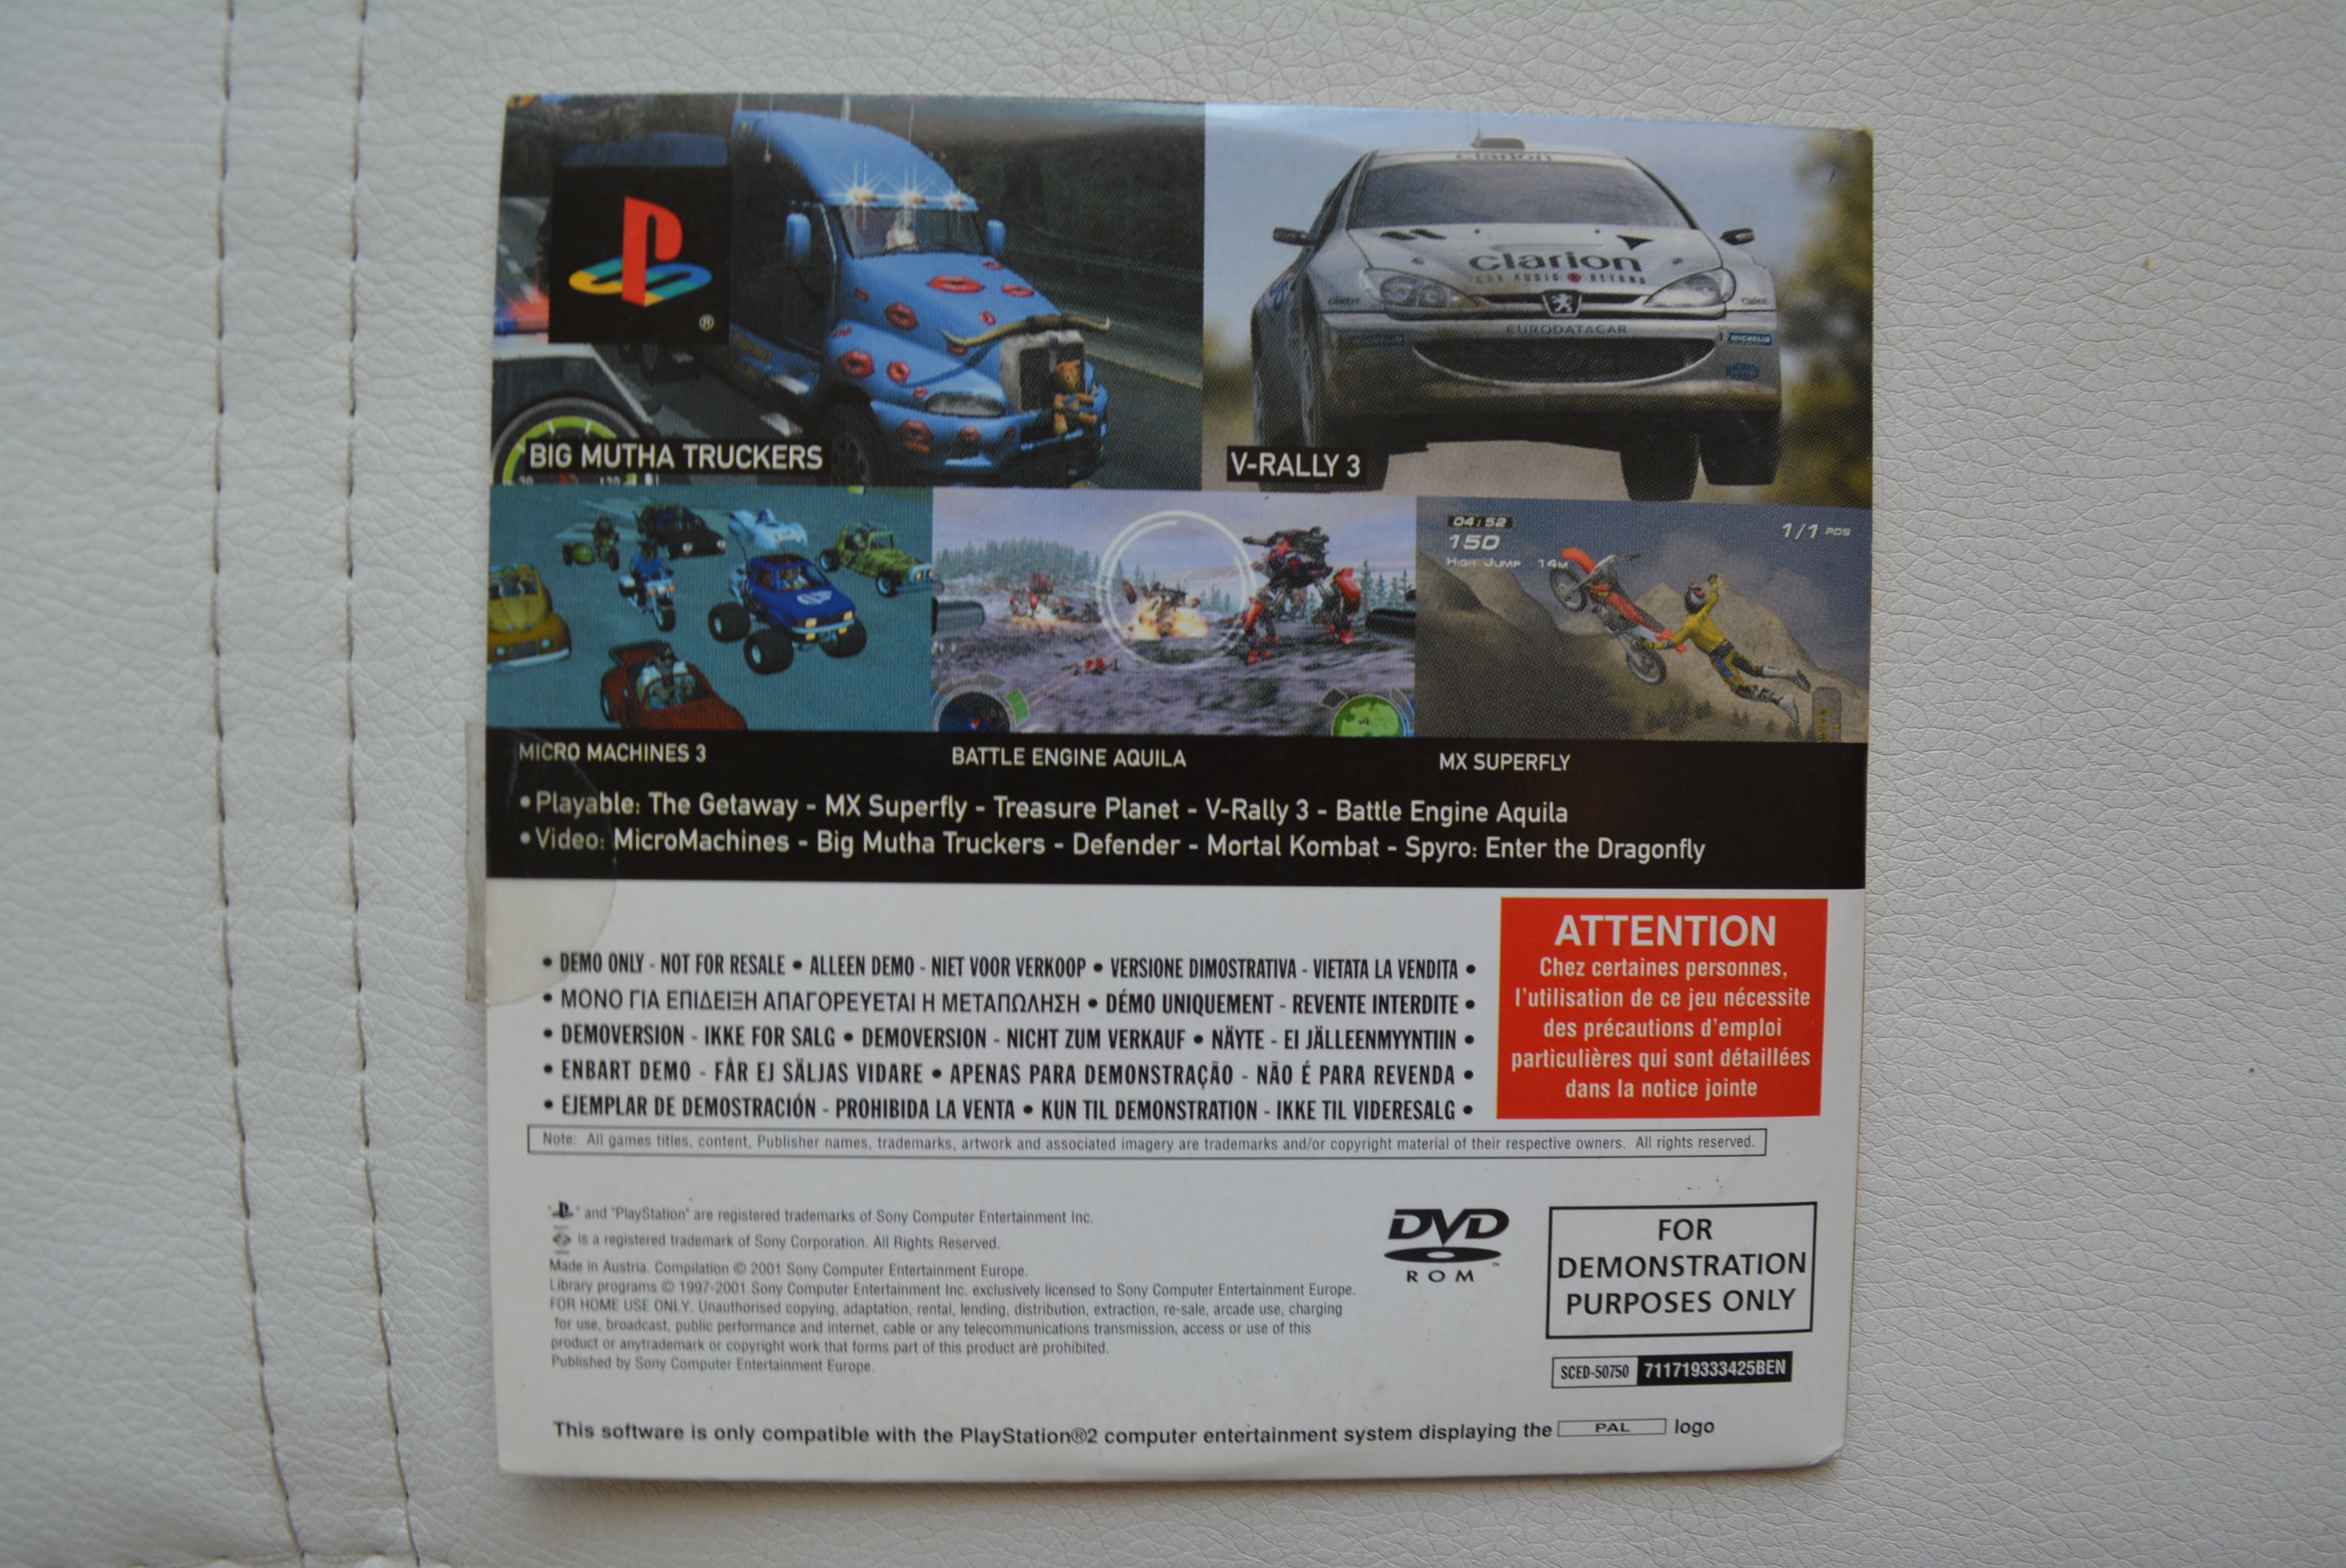 clarion
clarion
CAR AUDIO
EURODATACAR
MICHELIN
BIG MUTHA TRUCKERS
V-RALLY 3
04:52
150
HIGH JUMP 14M
1/1 POS
MICRO MACHINES 3
BATTLE ENGINE AQUILA
MX SUPERFLY
• Playable: The Getaway - MX Superfly - Treasure Planet - V-Rally 3 - Battle Engine Aquila
• Video: MicroMachines - Big Mutha Truckers - Defender - Mortal Kombat - Spyro: Enter the Dragonfly
• DEMO ONLY - NOT FOR RESALE • ALLEEN DEMO - NIET VOOR VERKOOP • VERSIONE DIMOSTRATIVA - VIETATA LA VENDITA •
• ΜΟΝΟ ΓΙΑ ΕΠΙΔΕΙΞΗ ΑΠΑΓΟΡΕΥΕΤΑΙ Η ΜΕΤΑΠΩΛΗΣΗ • DÉMO UNIQUEMENT - REVENTE INTERDITE •
• DEMOVERSION - IKKE FOR SALG • DEMOVERSION - NICHT ZUM VERKAUF • NÄYTE - EI JÄLLEENMYYNTIIN •
• ENBART DEMO - FÅR EJ SÄLJAS VIDARE • APENAS PARA DEMONSTRAÇÃO - NÃO É PARA REVENDA •
• EJEMPLAR DE DEMOSTRACIÓN - PROHIBIDA LA VENTA • KUN TIL DEMONSTRATION - IKKE TIL VIDERESALG •
ATTENTION
Chez certaines personnes,
l'utilisation de ce jeu nécessite
des précautions d'emploi
particulières qui sont détaillées
dans la notice jointe
Note: All games titles, content, Publisher names, trademarks, artwork and associated imagery are trademarks and/or copyright material of their respective owners. All rights reserved.
" " and "PlayStation" are registered trademarks of Sony Computer Entertainment Inc.
is a registered trademark of Sony Corporation. All Rights Reserved.
Made in Austria. Compilation © 2001 Sony Computer Entertainment Europe.
Library programs © 1997-2001 Sony Computer Entertainment Inc. exclusively licensed to Sony Computer Entertainment Europe.
FOR HOME USE ONLY. Unauthorised copying, adaptation, rental, lending, distribution, extraction, re-sale, arcade use, charging
for use, broadcast, public performance and internet, cable or any telecommunications transmission, access or use of this
product or anytrademark or copyright work that forms part of this product are prohibited.
Published by Sony Computer Entertainment Europe.
DVD
ROM
FOR
DEMONSTRATION
PURPOSES ONLY
SCED-50750 711719333425BEN
This software is only compatible with the PlayStation®2 computer entertainment system displaying the PAL logo